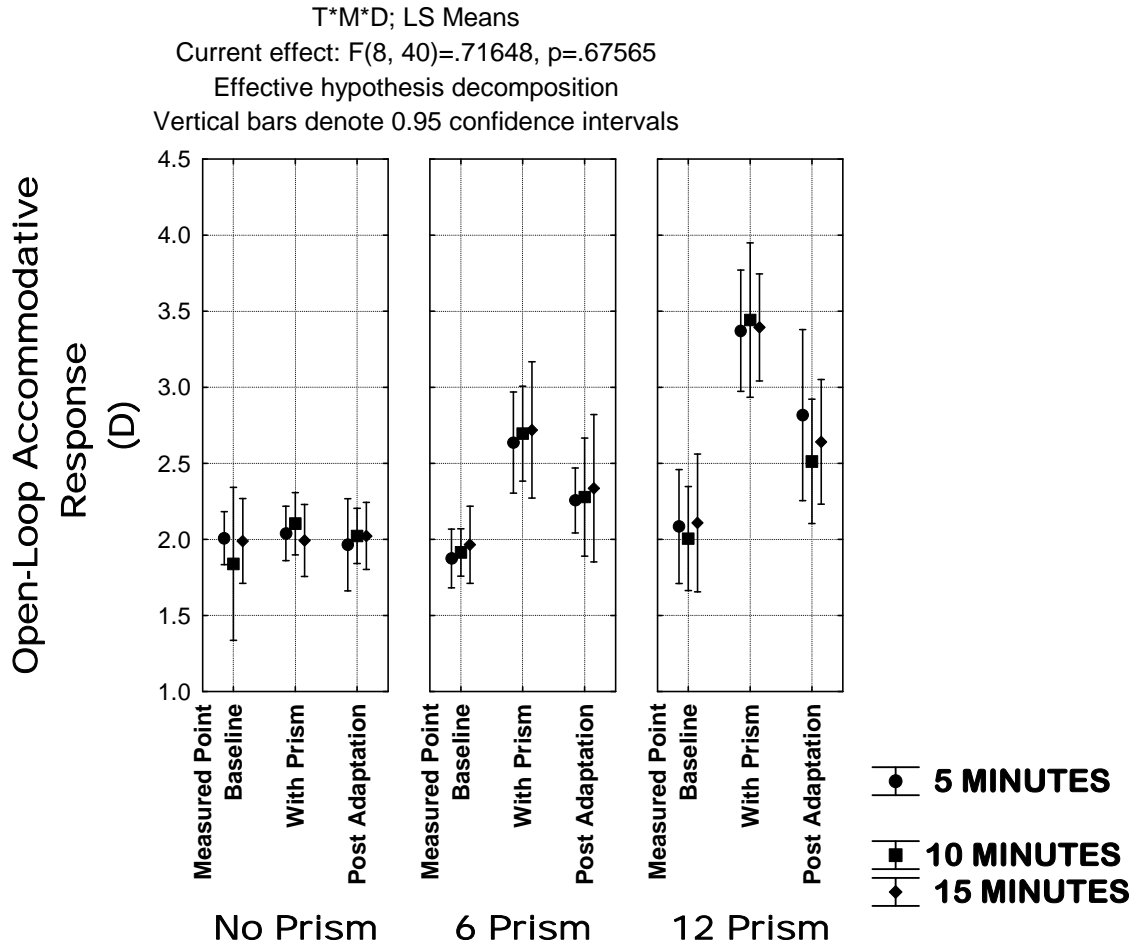 T*M*D; LS Means
Current effect: F(8, 40)=.71648, p=.67565
Effective hypothesis decomposition
Vertical bars denote 0.95 confidence intervals
Open-Loop Accommodative
Response
(D)
4.5
4.0
3.5
3.0
2.5
2.0
1.5
1.0
Measured Point
Baseline
With Prism
Post Adaptation
Measured Point
Baseline
With Prism
Post Adaptation
Measured Point
Baseline
With Prism
Post Adaptation
No Prism
6 Prism
12 Prism
5 MINUTES
10 MINUTES
15 MINUTES